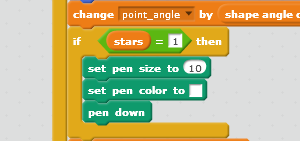 change point_angle by shape angle
if stars = 1 then
set pen size to 10
set pen color to
pen down